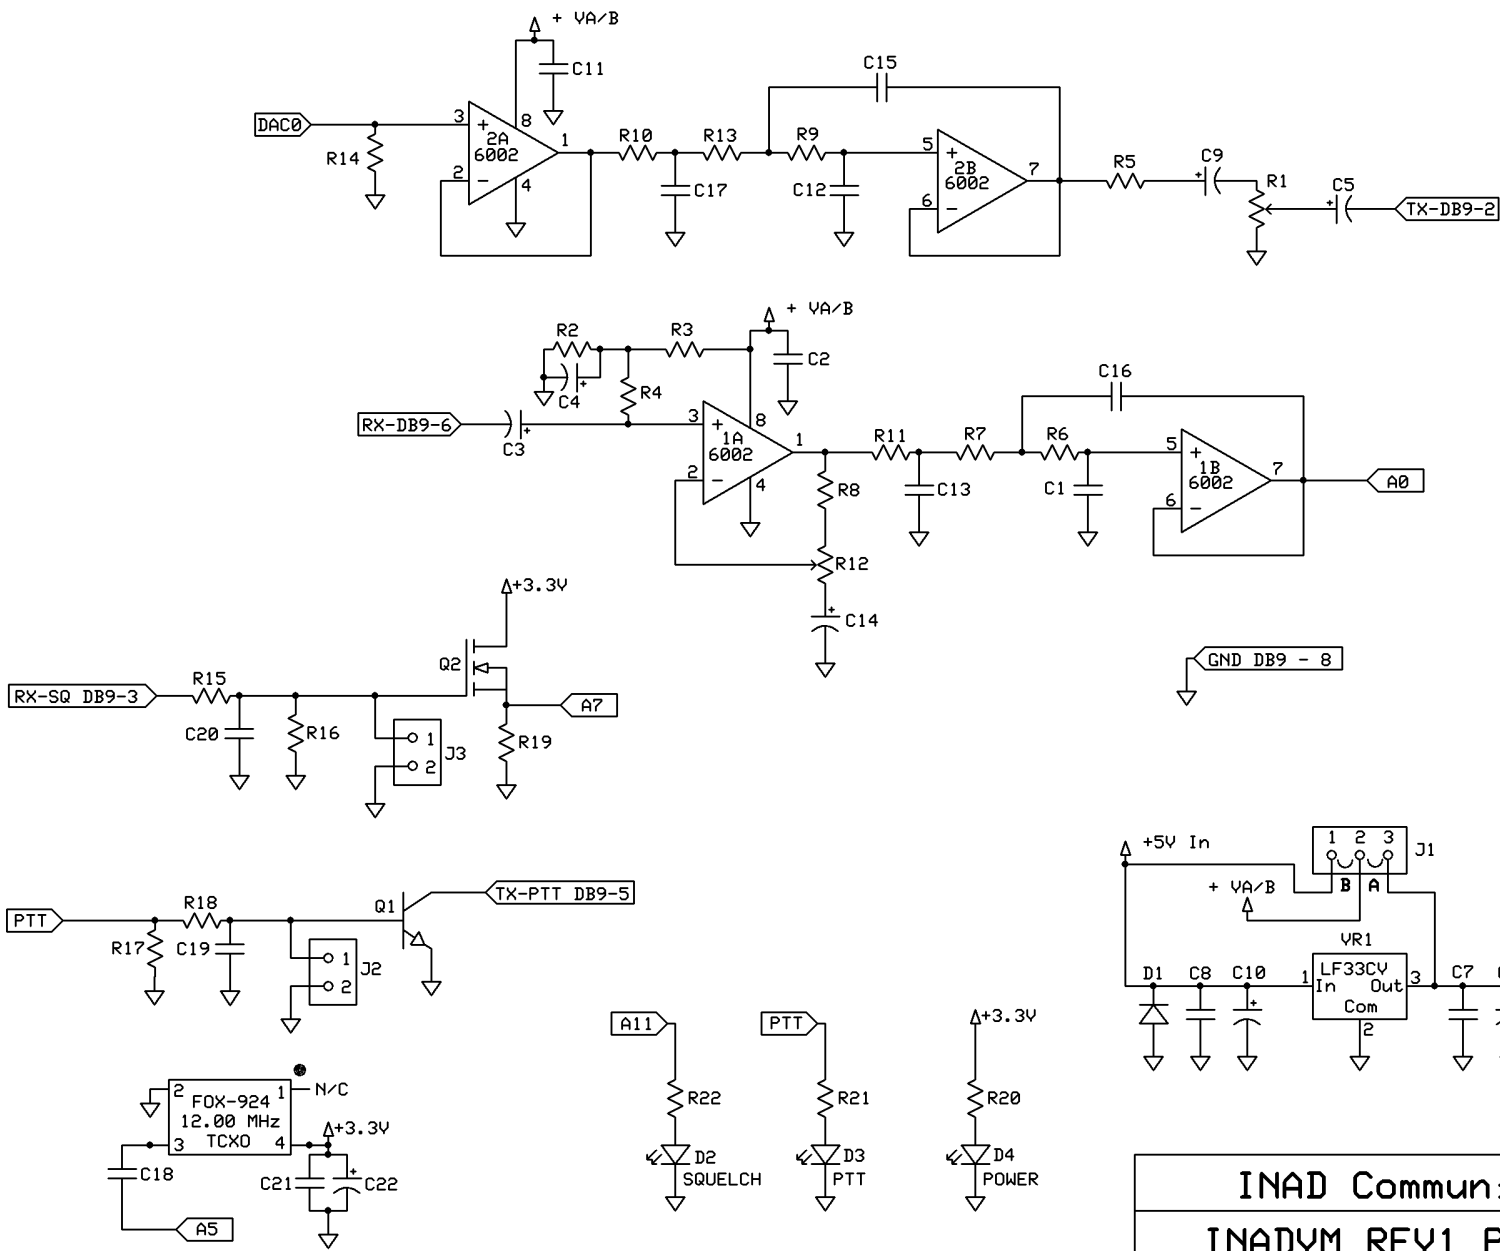 + VA/B
C11
C15
DAC0
3
+
8
2A
6002
1
R14
2
-
4
R10
R13
R9
C17
C12
5
+
2B
6002
7
6
-
R5
C9
+
R1
C5
+
TX-DB9-2
+ VA/B
R2
R3
C2
C4
+
R4
C16
RX-DB9-6
C3
+
3
+
8
1A
6002
1
2
-
4
R11
R7
R6
R8
C13
C1
5
+
1B
6002
7
6
-
A0
R12
+
C14
+3.3V
Q2
GND DB9 - 8
RX-SQ DB9-3
R15
A7
C20
R16
1
2
J3
R19
+5V In
1 2 3
J1
B A
+ VA/B
PTT
R18
Q1
TX-PTT DB9-5
R17
C19
1
2
J2
VR1
D1
C8
C10
+
1
LF33CV
In Out
Com
3
2
C7
A11
PTT
+3.3V
R22
R21
R20
D2
SQUELCH
D3
PTT
D4
POWER
2
1
N/C
FOX-924
12.00 MHz
TCXO
3
4
+3.3V
C18
C21
+
C22
A5
INAD Commun
INADVM REV1 P